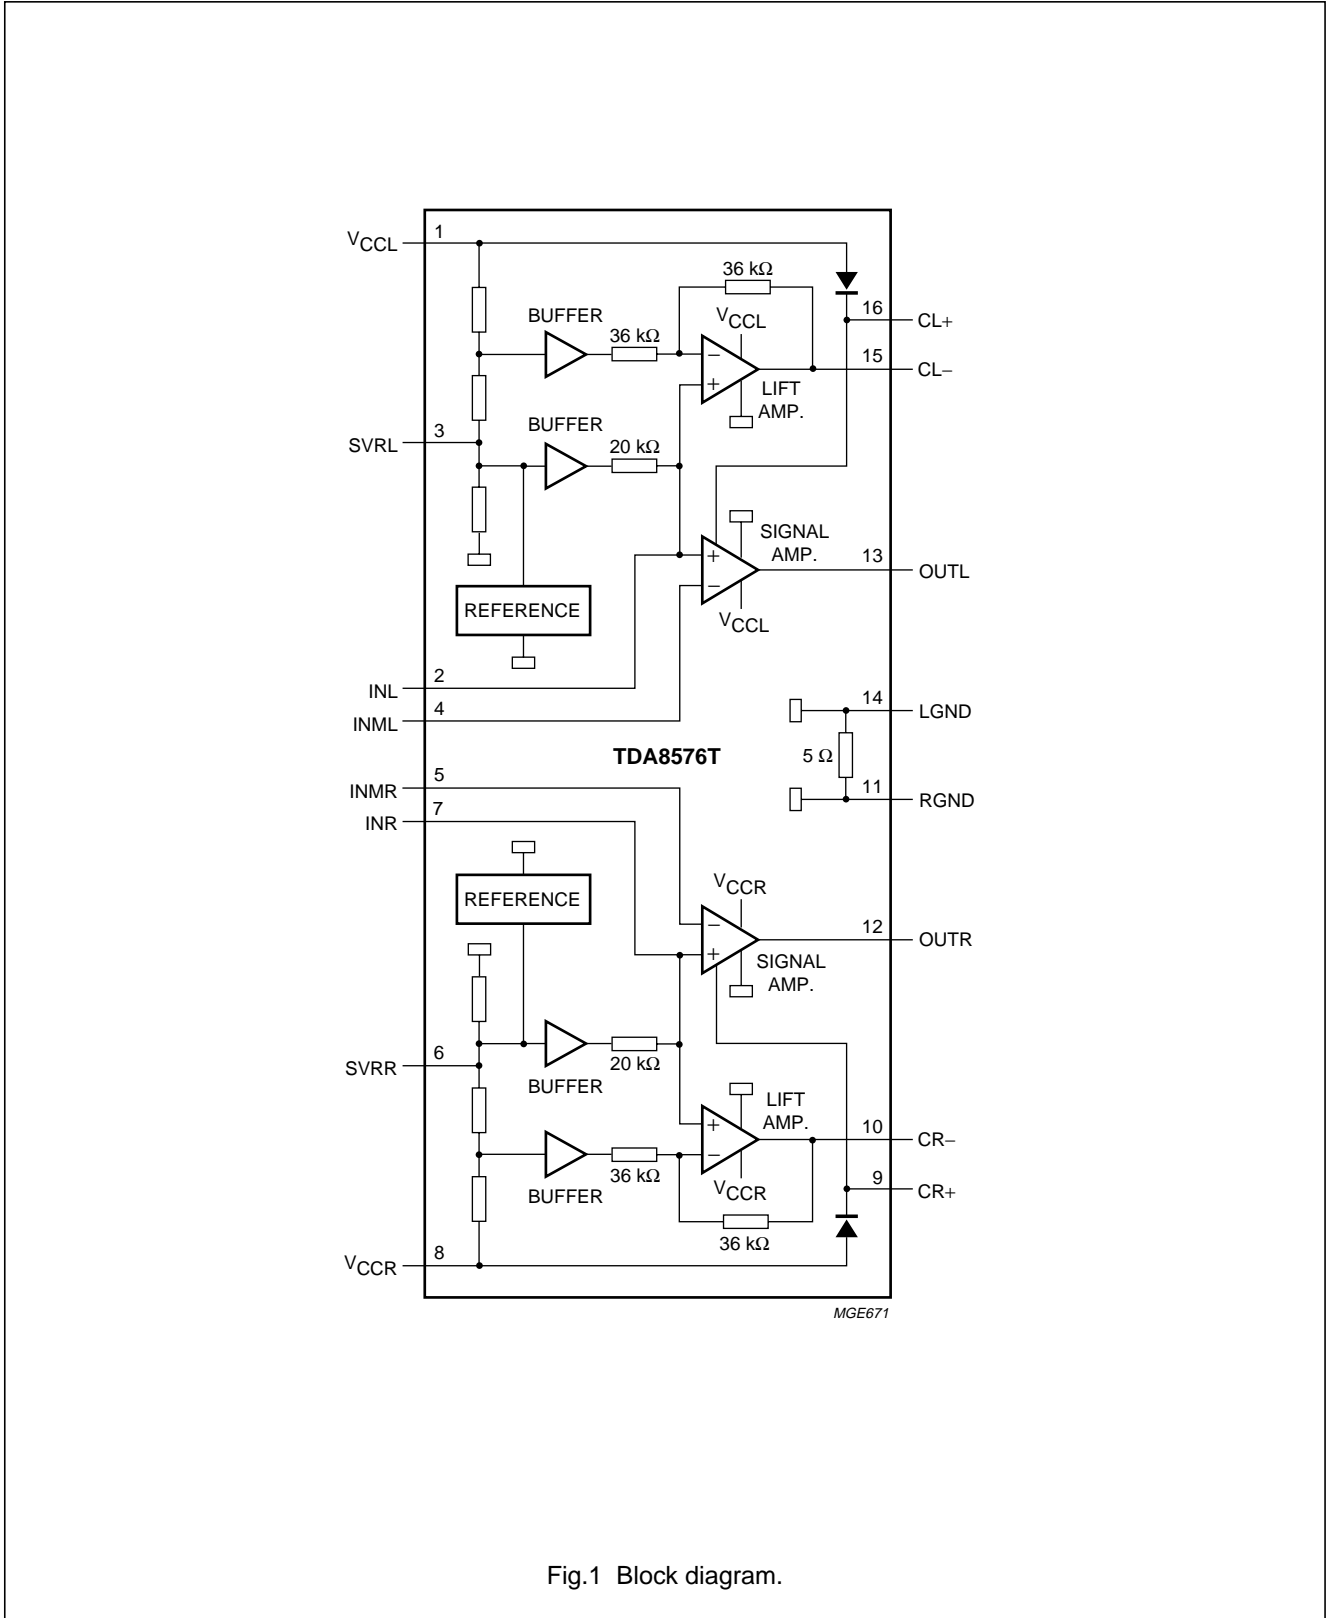 VCCL
1
36 kΩ
BUFFER
36 kΩ
VCCL
16
CL+
−
15
CL−
+
LIFT
AMP.
BUFFER
3
SVRL
20 kΩ
SIGNAL
AMP.
+
13
OUTL
−
REFERENCE
VCCL
2
INL
4
INML
14
LGND
TDA8576T
5 Ω
5
INMR
11
RGND
7
INR
REFERENCE
VCCR
−
12
OUTR
+
SIGNAL
AMP.
6
SVRR
20 kΩ
BUFFER
LIFT
AMP.
+
10
CR−
−
36 kΩ
BUFFER
VCCR
9
CR+
36 kΩ
8
VCCR
MGE671
Fig.1 Block diagram.